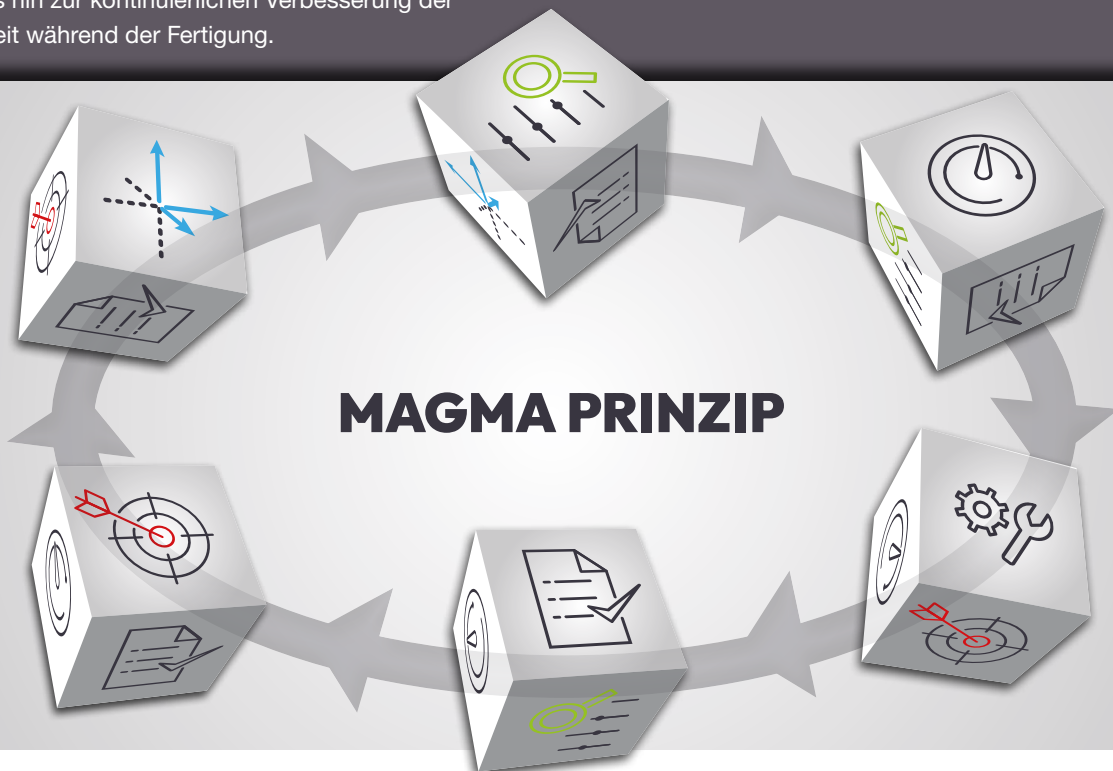 hin zur kontinuierlichen Verbesserung der
während der Fertigung.
MAGMA PRINZIP